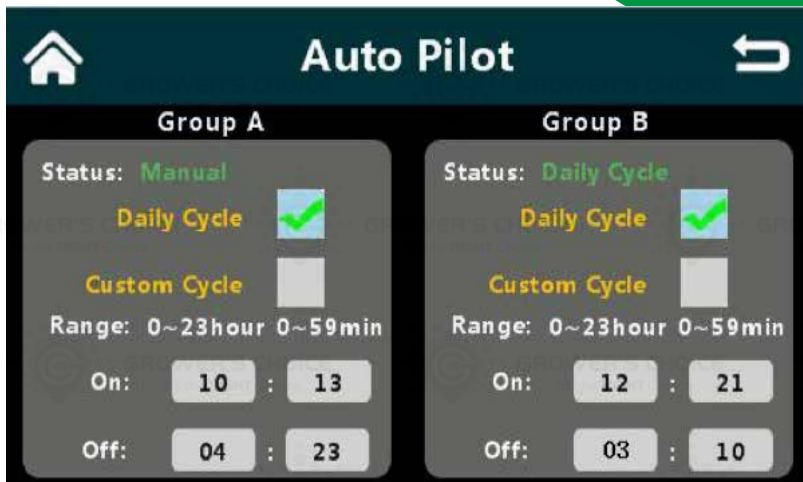 Auto Pilot
Group A
Status: Manual
Daily Cycle
Custom Cycle
Range: 0~23hour 0~59min
On: 10 : 13
Off: 04 : 23
Group B
Status: Daily Cycle
Daily Cycle
Custom Cycle
Range: 0~23hour 0~59min
On: 12 : 21
Off: 03 : 10